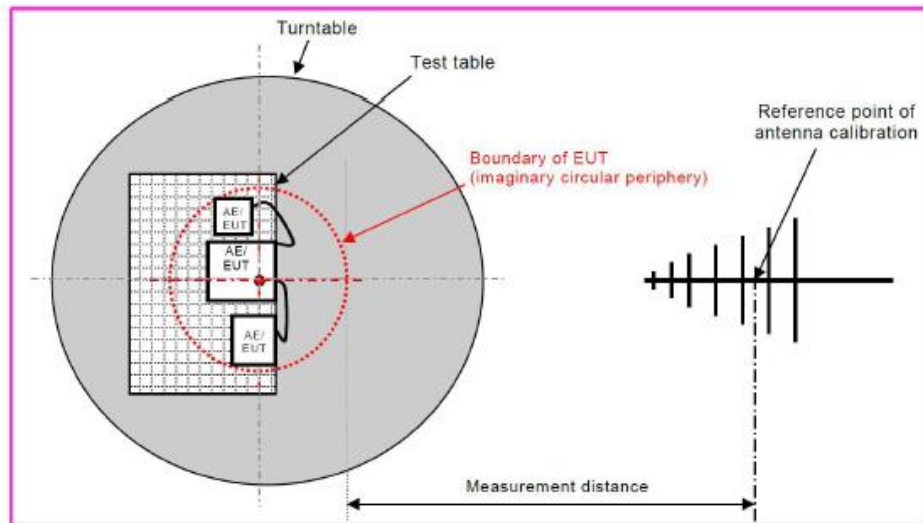 Turntable
Test table
Reference point of
antenna calibration
Boundary of EUT
(imaginary circular periphery)
AE/
EUT
AE/
EUT
AE/
EUT
Measurement distance